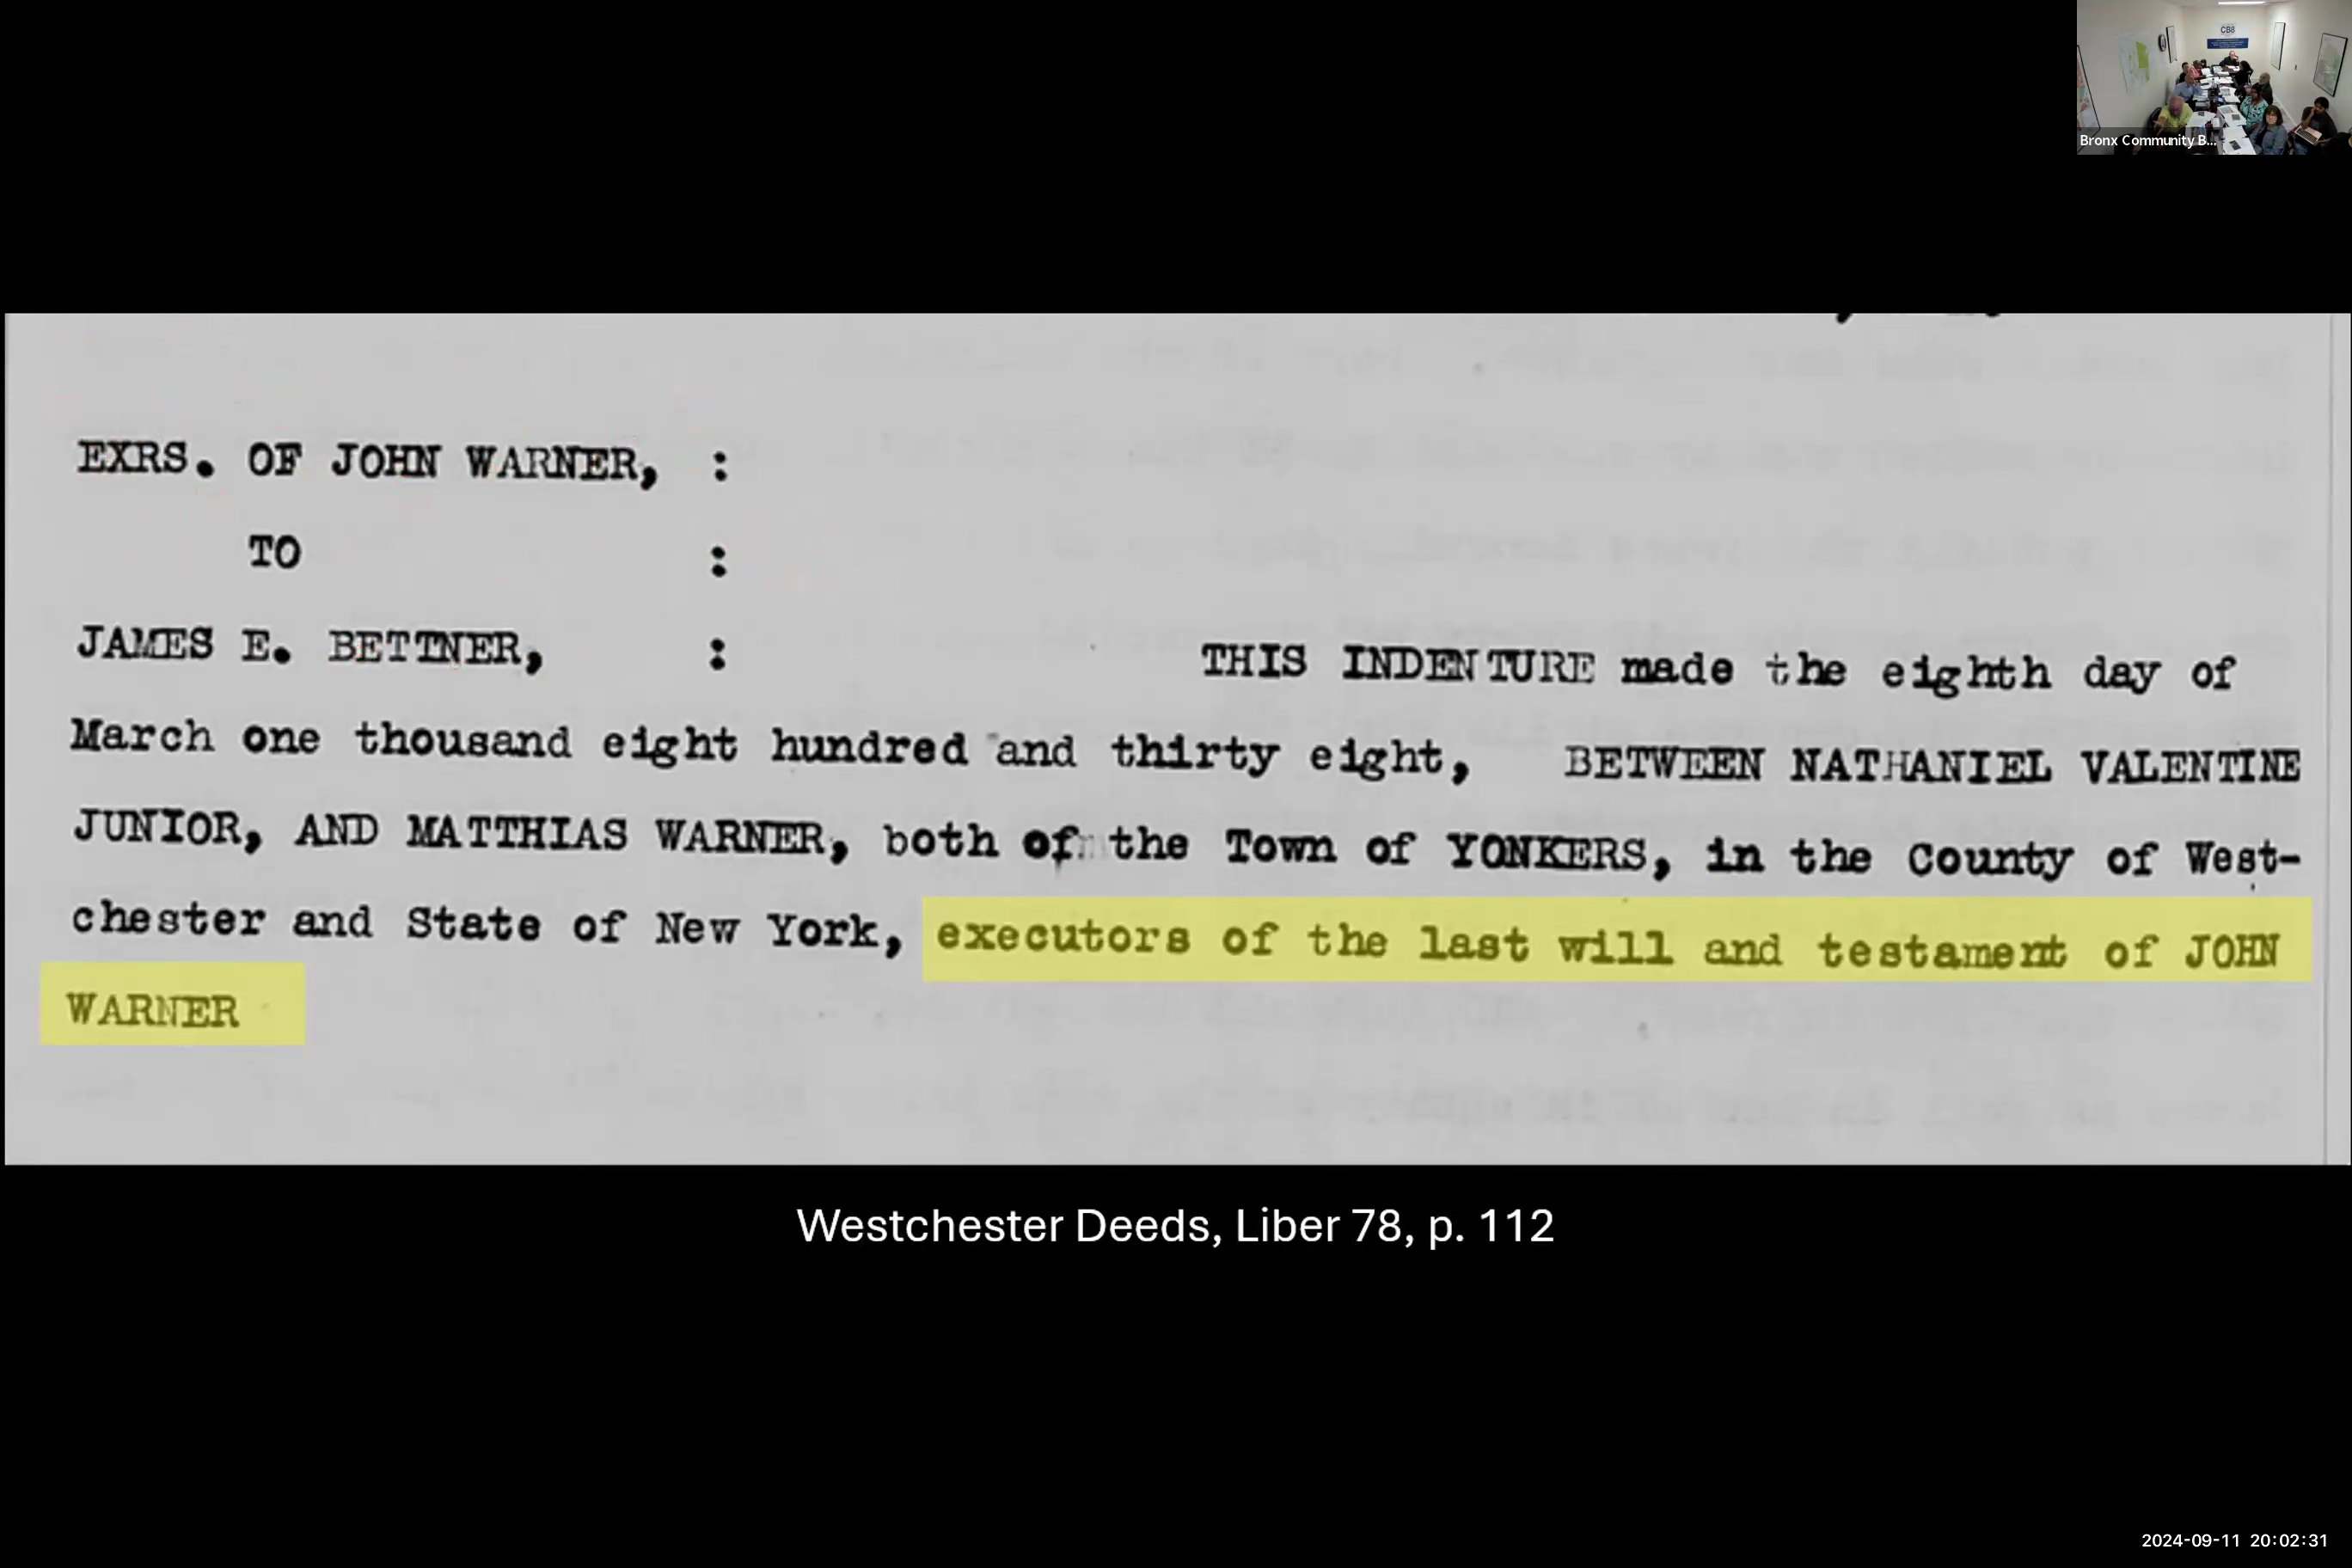 CB8
Bronx Community B...
EXRS. OF JOHN WARNER, :
TO :
JAMES E. BETTNER, : THIS INDENTURE made the eighth day of
March one thousand eight hundred and thirty eight, BETWEEN NATHANIEL VALENTINE
JUNIOR, AND MATTHIAS WARNER, both of the Town of YONKERS, in the County of West-
chester and State of New York, executors of the last will and testament of JOHN
WARNER
Westchester Deeds, Liber 78, p. 112
2024-09-11 20:02:31